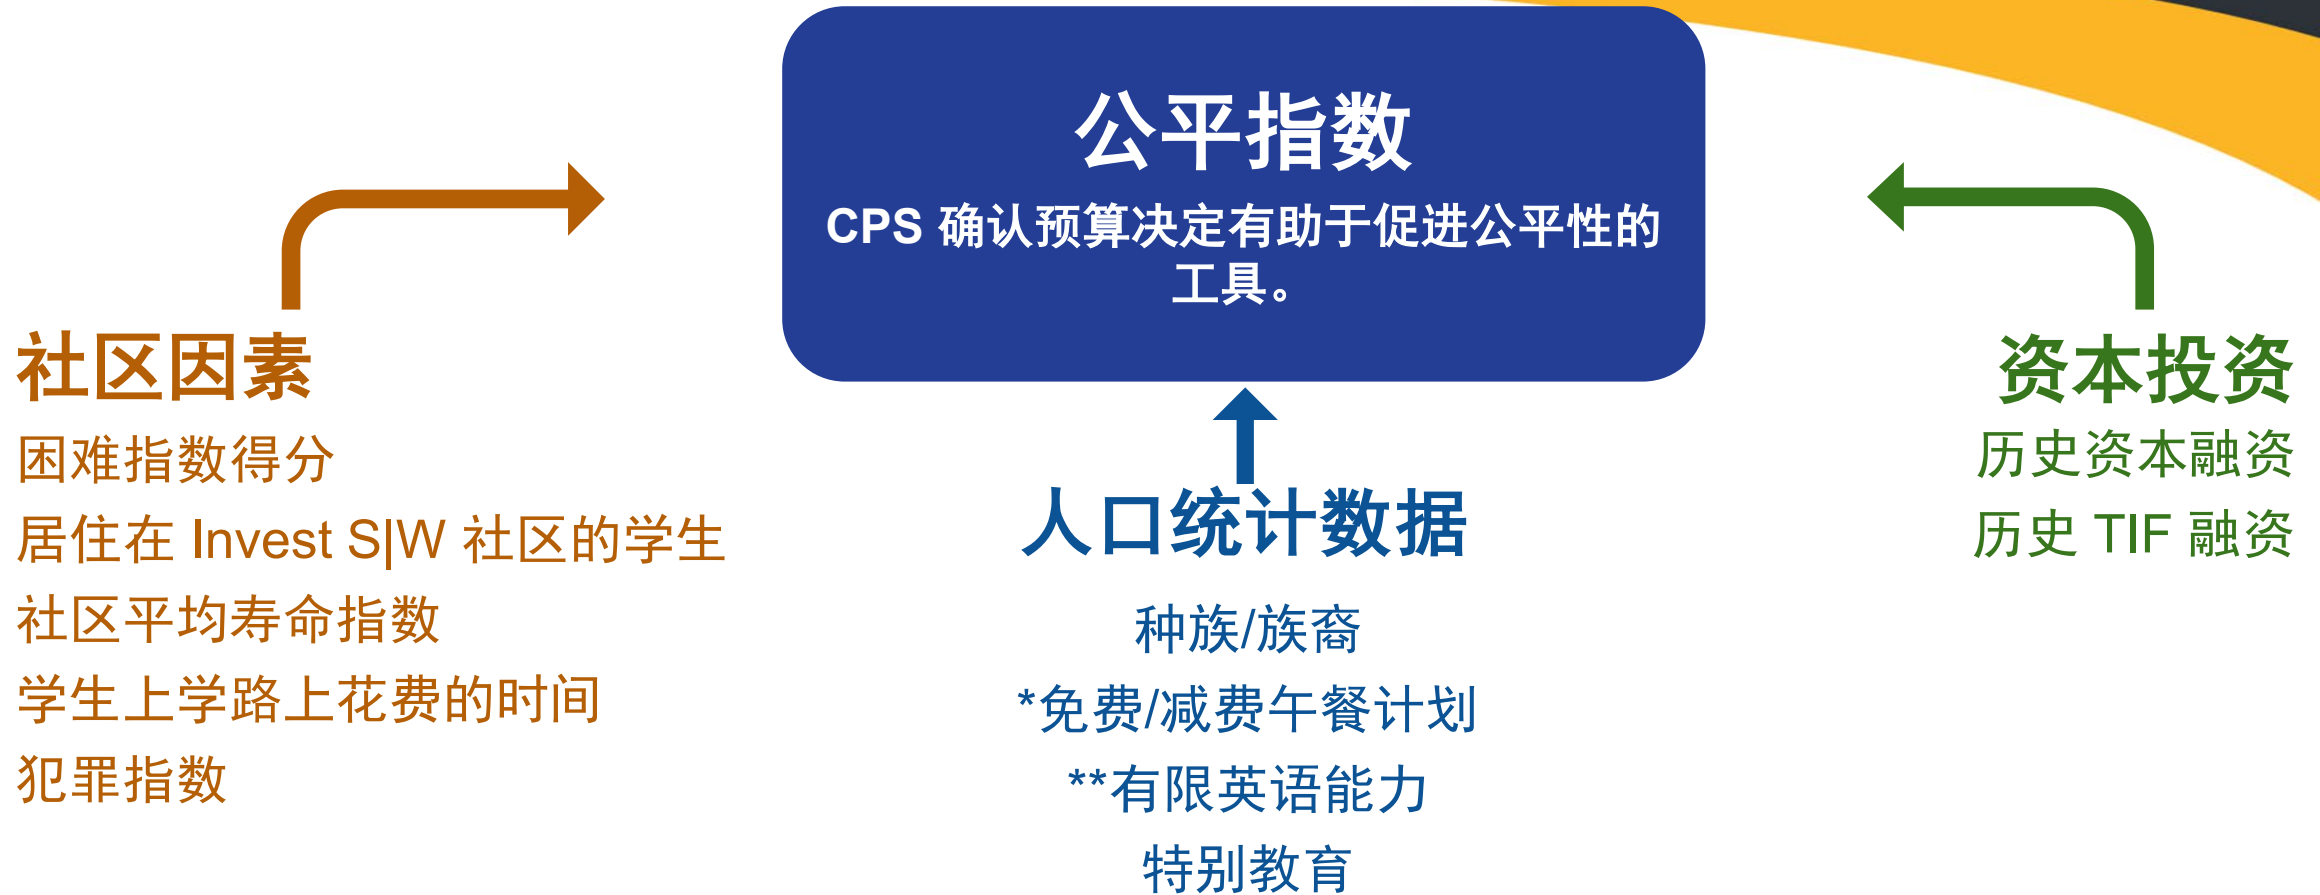 公平指数
CPS 确认预算决定有助于促进公平性的
工具。
社区因素
困难指数得分
居住在 Invest S|W 社区的学生
社区平均寿命指数
学生上学路上花费的时间
犯罪指数
人口统计数据
种族/族裔
*免费/减费午餐计划
**有限英语能力
特别教育
资本投资
历史资本融资
历史 TIF 融资